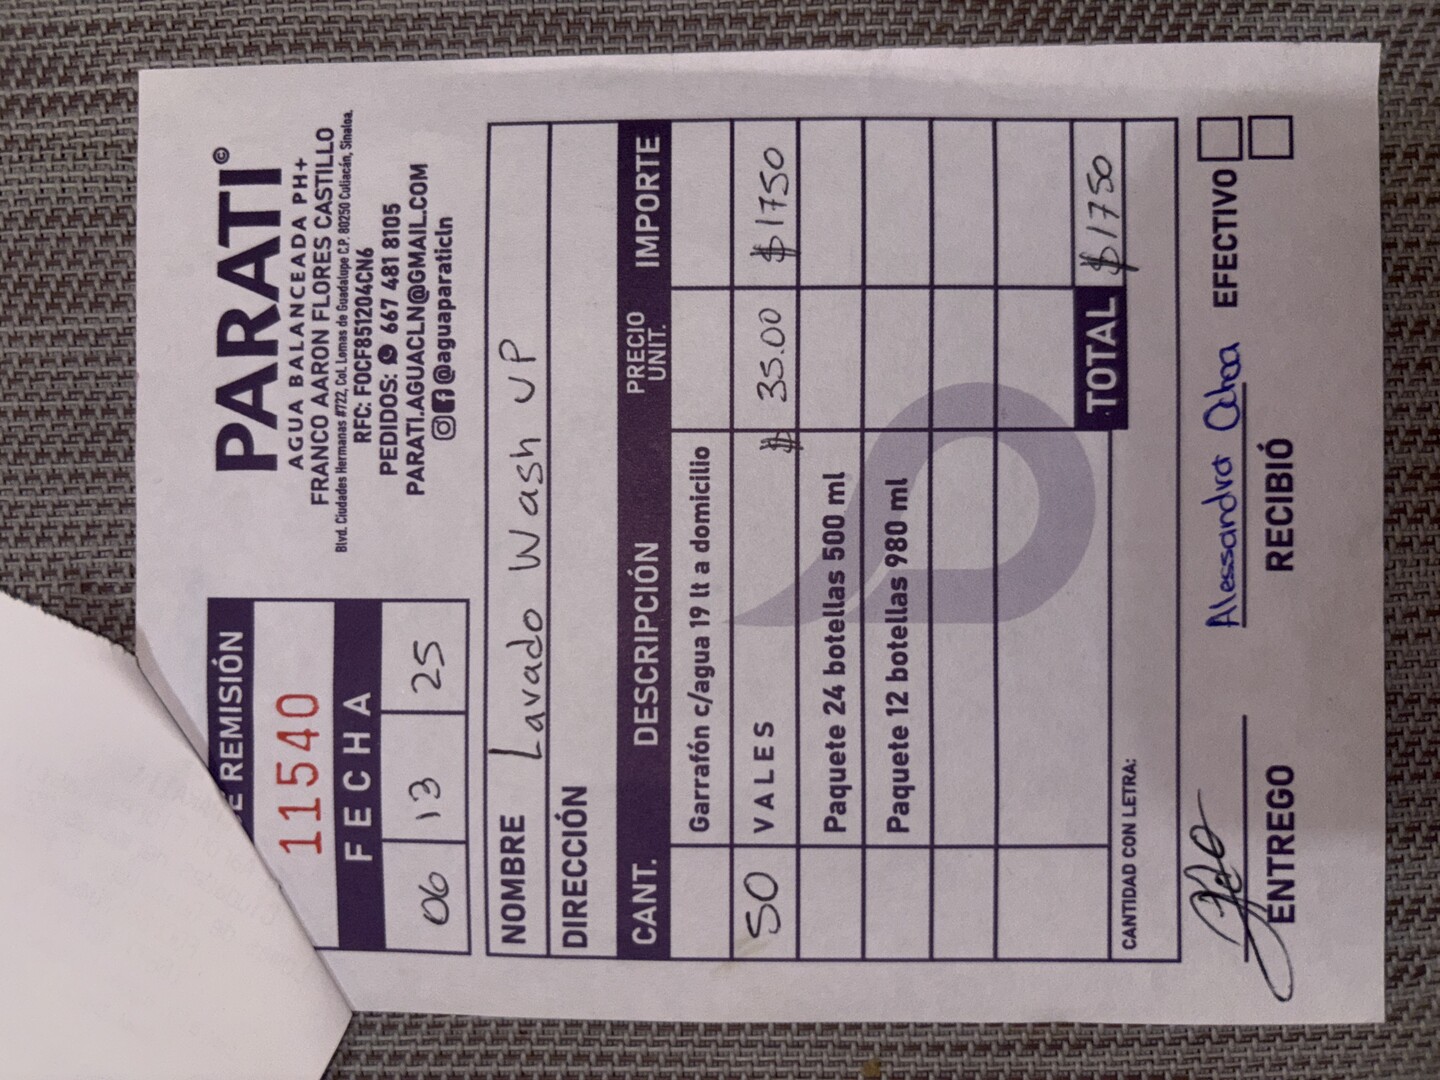 PARATI©
AGUA BALANCEADA PH+
FRANCO AARON FLORES CASTILLO
Blvd. Ciudades Hermanas #722, Col. Lomas de Guadalupe C.P. 80250 Culiacán, Sinaloa.
RFC: FOCF851204CN6
PEDIDOS: 667 481 8105
PARATI.AGUACLN@GMAIL.COM
@aguaparaticln
REMISIÓN
11540
FECHA
06 13 25
NOMBRE Lavado Wash UP
DIRECCIÓN
CANT. DESCRIPCIÓN PRECIO UNIT. IMPORTE
Garrafón c/agua 19 lt a domicilio
50 VALES $ 35.00 $1750
Paquete 24 botellas 500 ml
Paquete 12 botellas 980 ml
TOTAL $1750
CANTIDAD CON LETRA:
Alessandra Ochoa EFECTIVO
ENTREGO RECIBIÓ